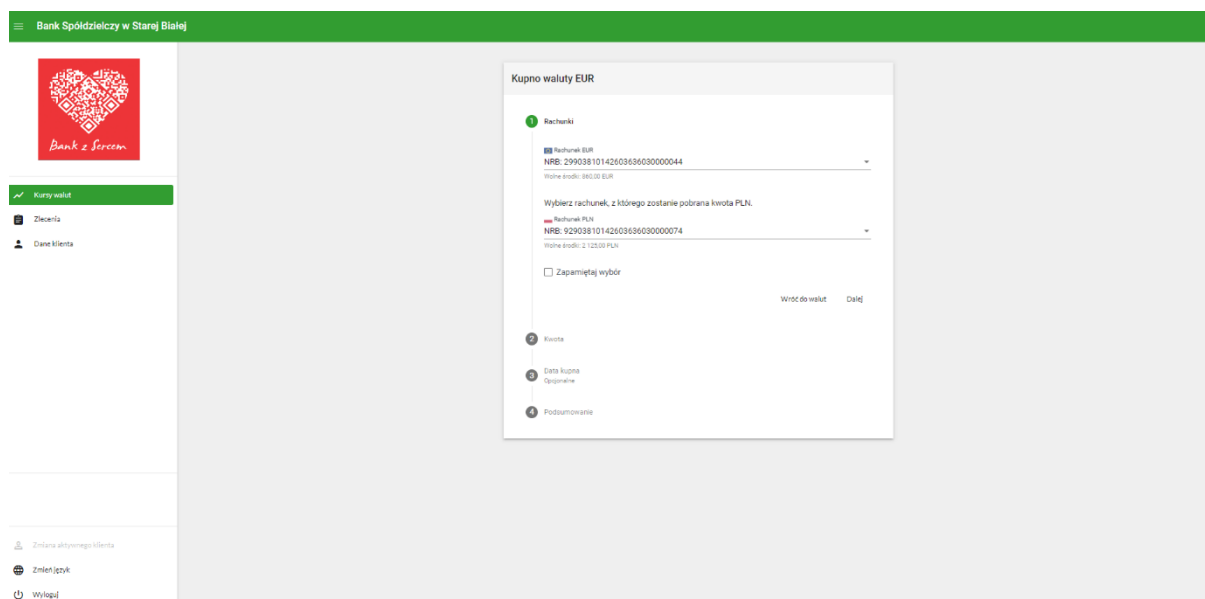 Bank Spółdzielczy w Starej Białej
Bank z Sercem
Kursy walut
Zlecenia
Dane klienta
Zmiana aktywnego klienta
Zmień język
Wyloguj
Kupno waluty EUR
1 Rachunki
Rachunek EUR
NRB: 29903810142603636030000044
Wolne środki: 860,00 EUR
Wybierz rachunek, z którego zostanie pobrana kwota PLN.
Rachunek PLN
NRB: 92903810142603636030000074
Wolne środki: 2 125,00 PLN
Zapamiętaj wybór
Wróć do walut Dalej
2 Kwota
3 Data kupna
Opcjonalne
4 Podsumowanie